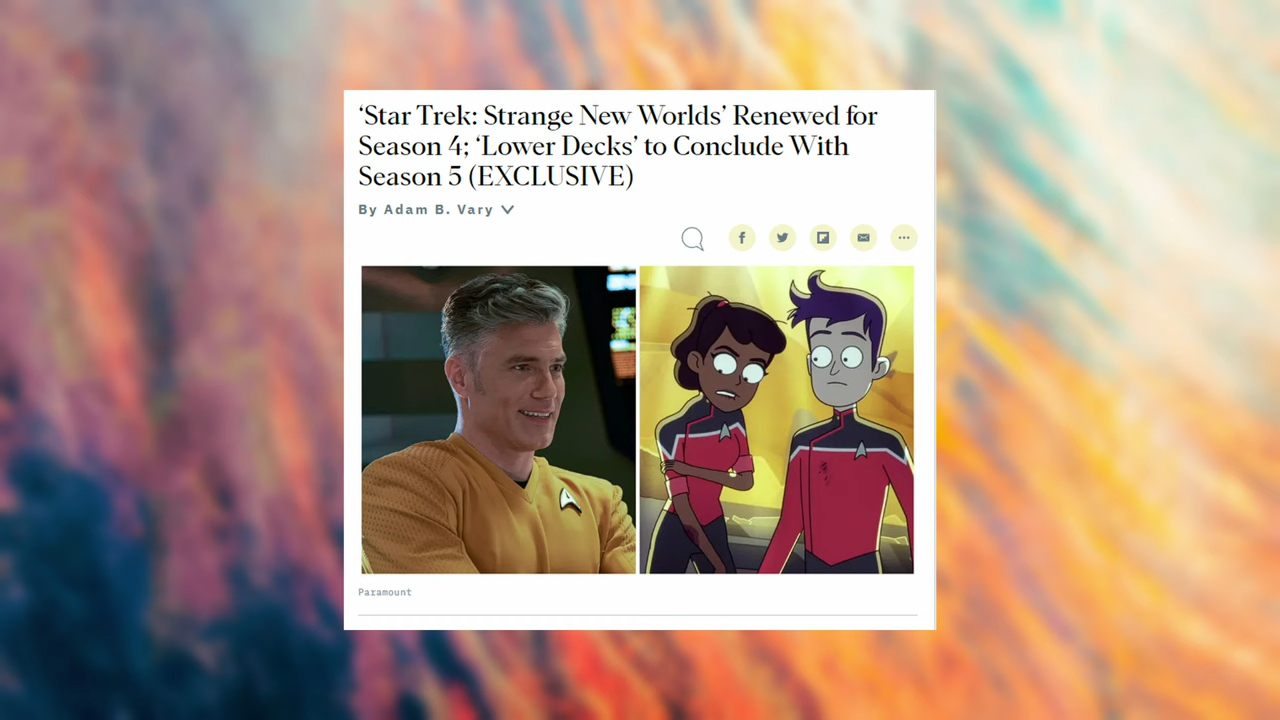 ‘Star Trek: Strange New Worlds’ Renewed for
Season 4; ‘Lower Decks’ to Conclude With
Season 5 (EXCLUSIVE)
By Adam B. Vary
Paramount